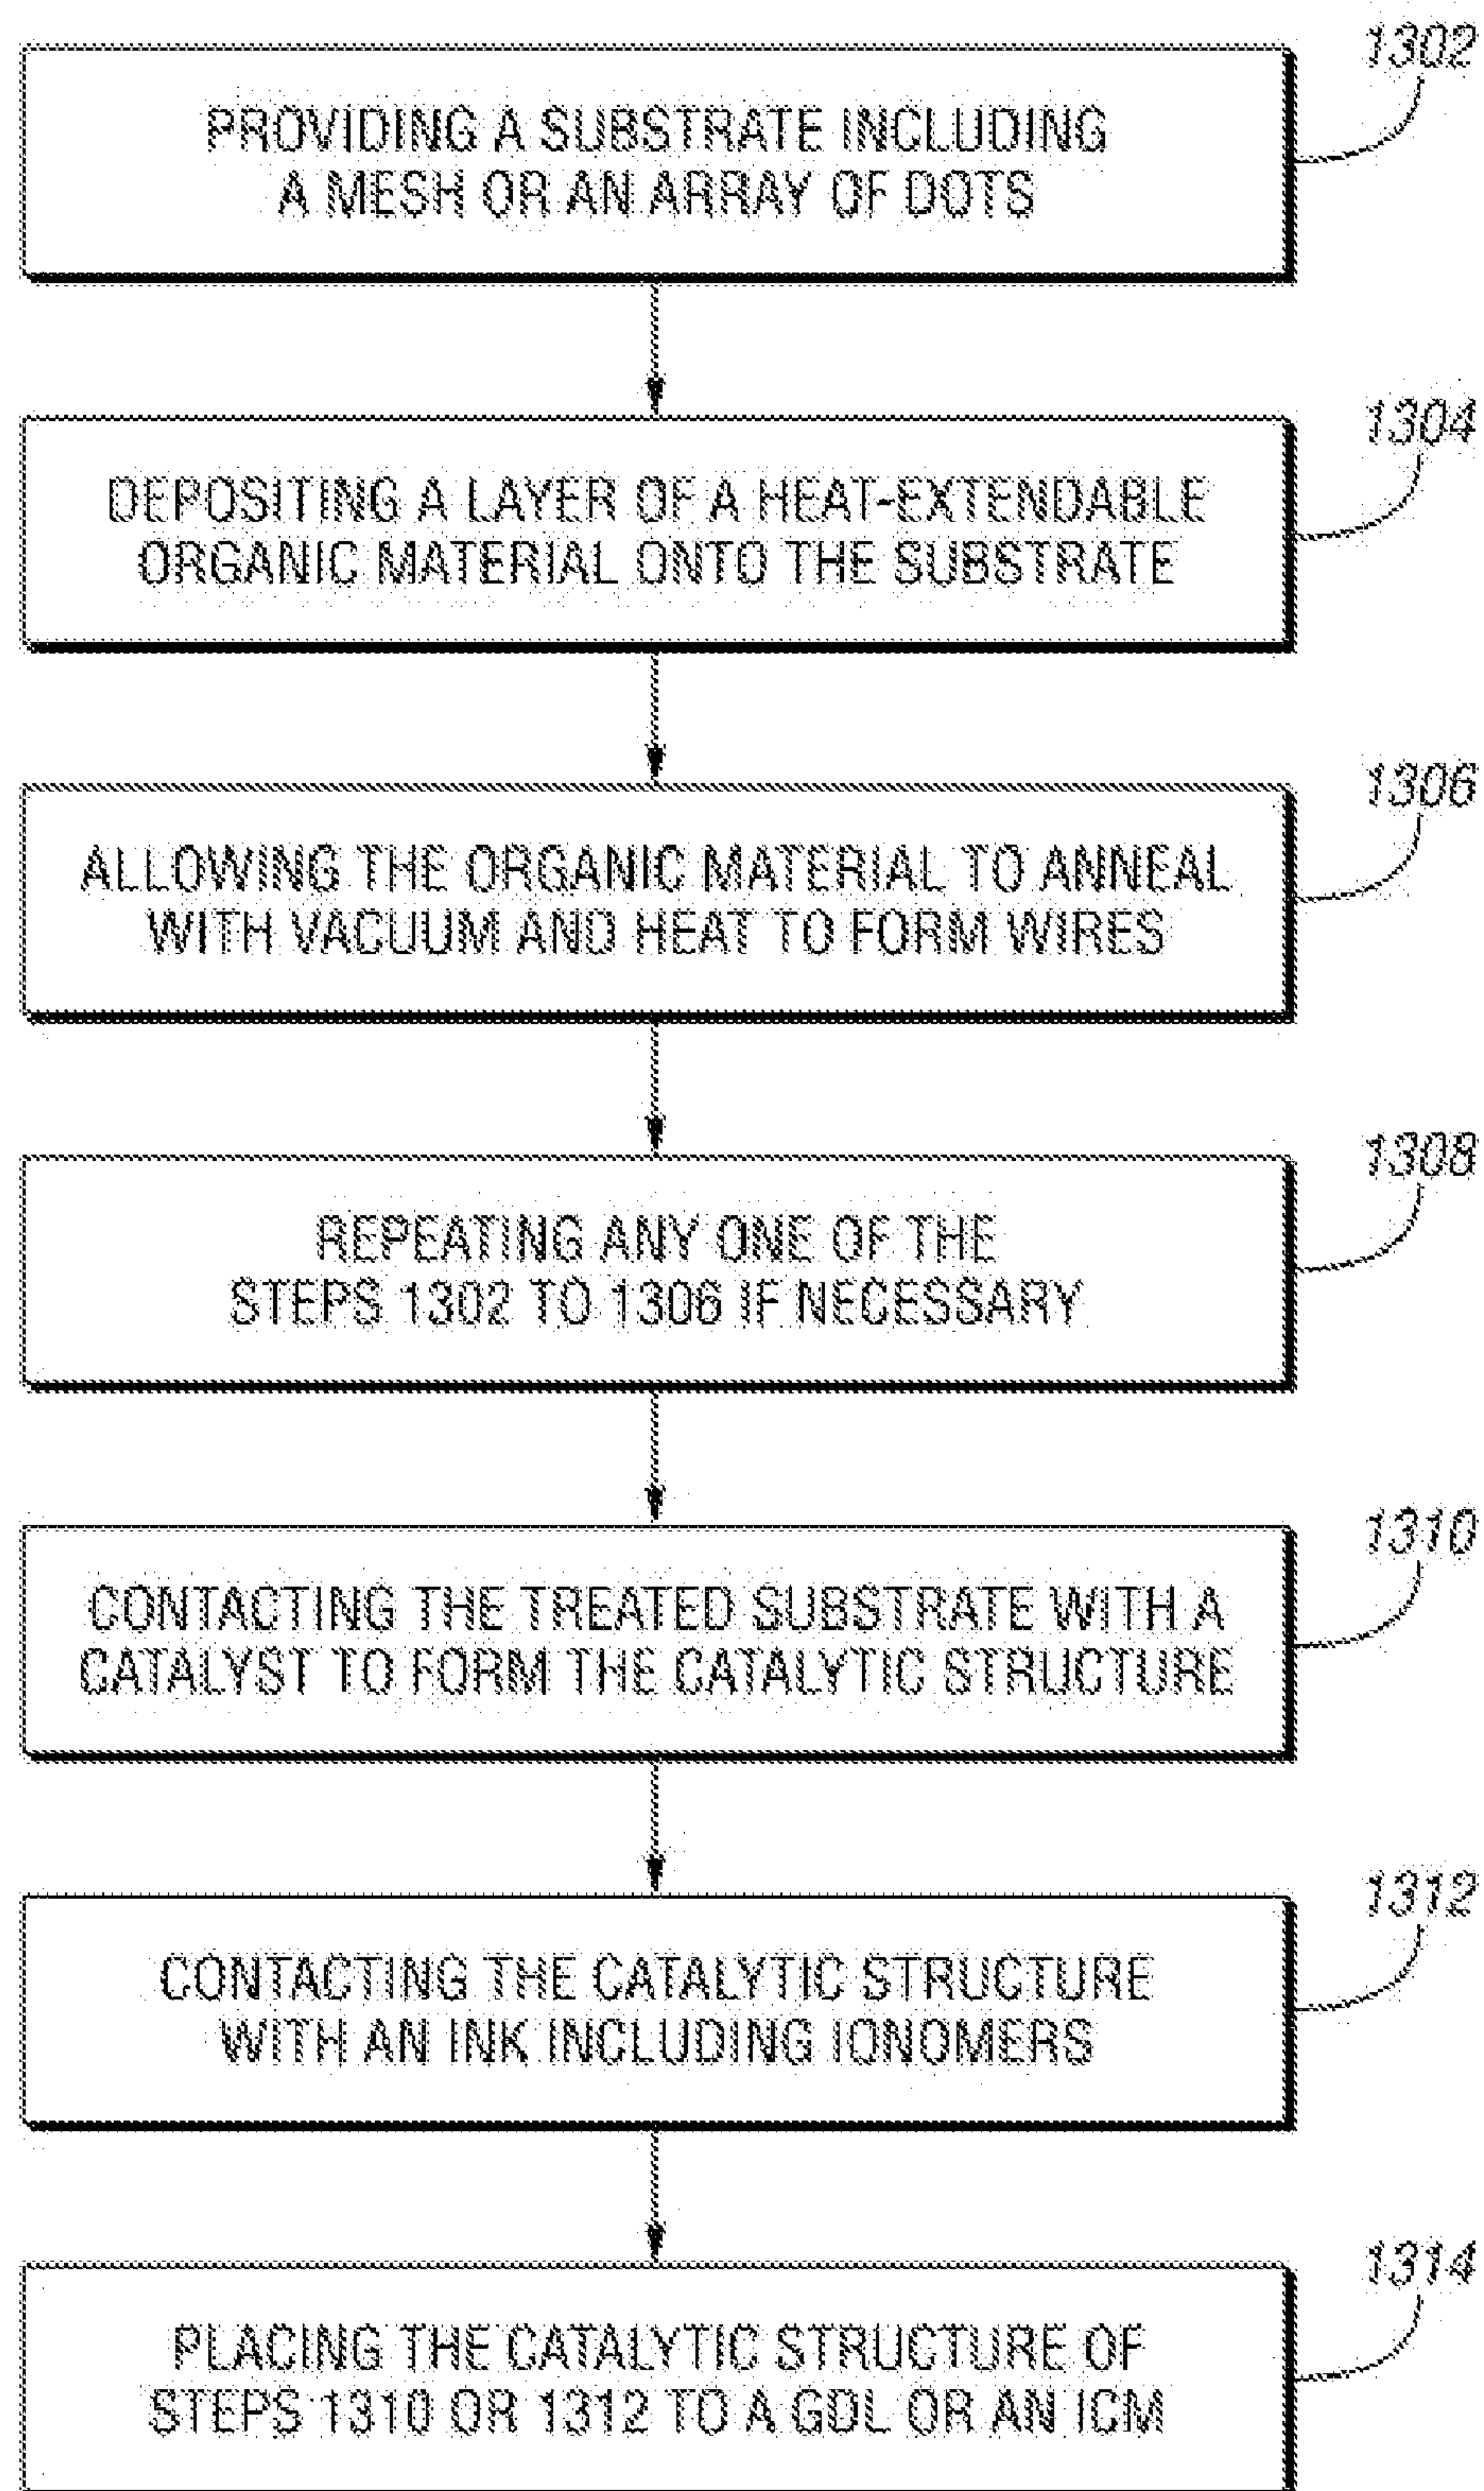 1302
PROVIDING A SUBSTRATE INCLUDING
A MESH OR AN ARRAY OF DOTS
1304
DEPOSITING A LAYER OF A HEAT-EXTENDABLE
ORGANIC MATERIAL ONTO THE SUBSTRATE
1306
ALLOWING THE ORGANIC MATERIAL TO ANNEAL
WITH VACUUM AND HEAT TO FORM WIRES
1308
REPEATING ANY ONE OF THE
STEPS 1302 TO 1306 IF NECESSARY
1310
CONTACTING THE TREATED SUBSTRATE WITH A
CATALYST TO FORM THE CATALYTIC STRUCTURE
1312
CONTACTING THE CATALYTIC STRUCTURE
WITH AN INK INCLUDING IONOMERS
1314
PLACING THE CATALYTIC STRUCTURE OF
STEPS 1310 OR 1312 TO A GDL OR AN ICM